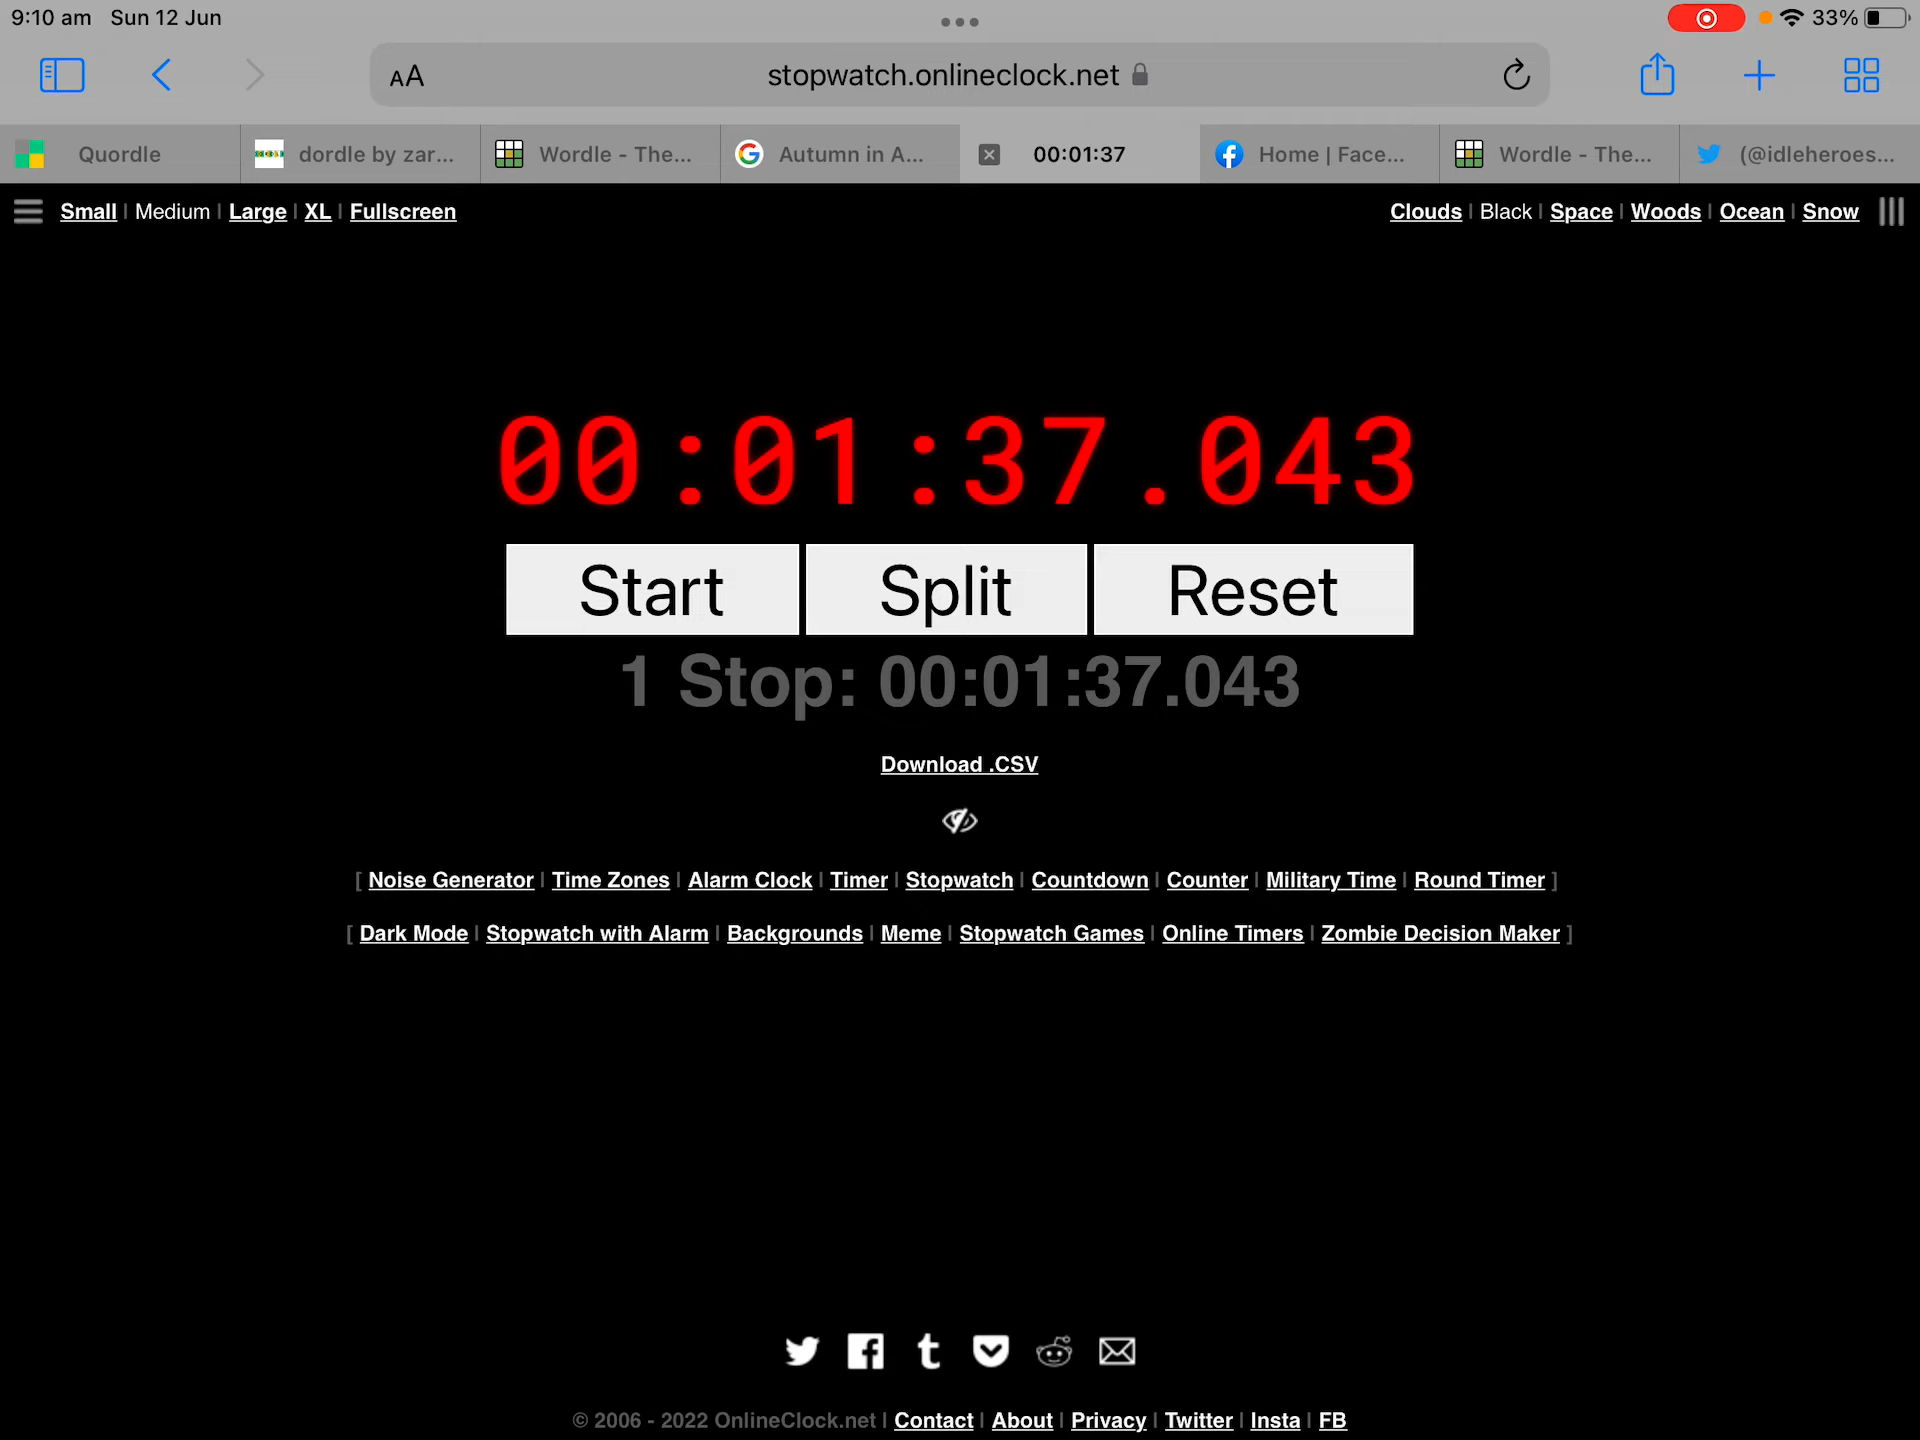 9:10 am Sun 12 Jun 33%
AA stopwatch.onlineclock.net
Quordle dordle by zar... Wordle - The... Autumn in A... 00:01:37 Home | Face... Wordle - The... (@idleheroes...
Small | Medium | Large | XL | Fullscreen Clouds | Black | Space | Woods | Ocean | Snow
00:01:37.043
Start Split Reset
1 Stop: 00:01:37.043
Download .CSV
[ Noise Generator | Time Zones | Alarm Clock | Timer | Stopwatch | Countdown | Counter | Military Time | Round Timer ]
[ Dark Mode | Stopwatch with Alarm | Backgrounds | Meme | Stopwatch Games | Online Timers | Zombie Decision Maker ]
© 2006 - 2022 OnlineClock.net | Contact | About | Privacy | Twitter | Insta | FB